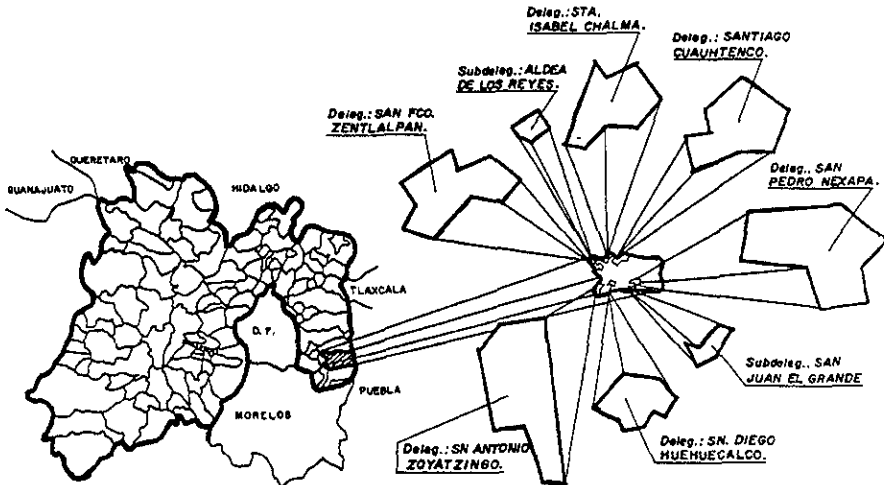 Deleg.: STA.
ISABEL CHALMA.
Deleg.: SANTIAGO
CUAUHTENCO.
Subdeleg.: ALDEA
DE LOS REYES.
Deleg.: SAN FCO.
ZENTLALPAN.
Deleg., SAN
PEDRO NEXAPA.
QUERETARO
GUANAJUATO
HIDALGO
TLAXCALA
D. F.
PUEBLA
MORELOS
Subdeleg., SAN
JUAN EL GRANDE
Deleg.: SN ANTONIO
ZOYATZINGO.
Deleg.: SN. DIEGO
HUEHUECALCO.